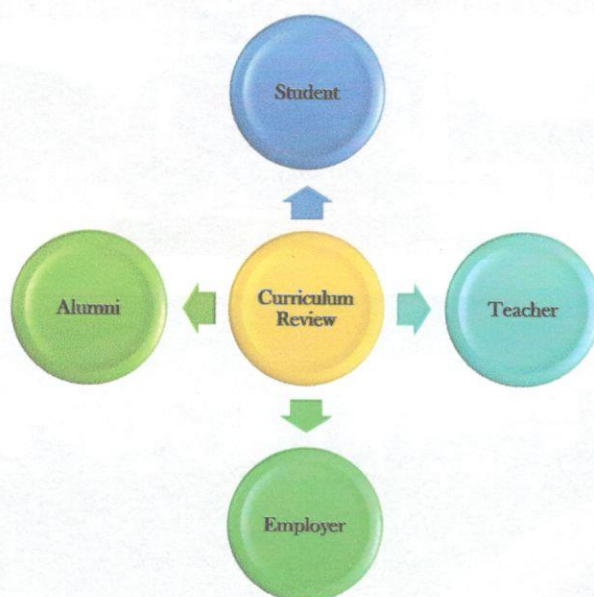 Student
Alumni
Curriculum
Review
Teacher
Employer